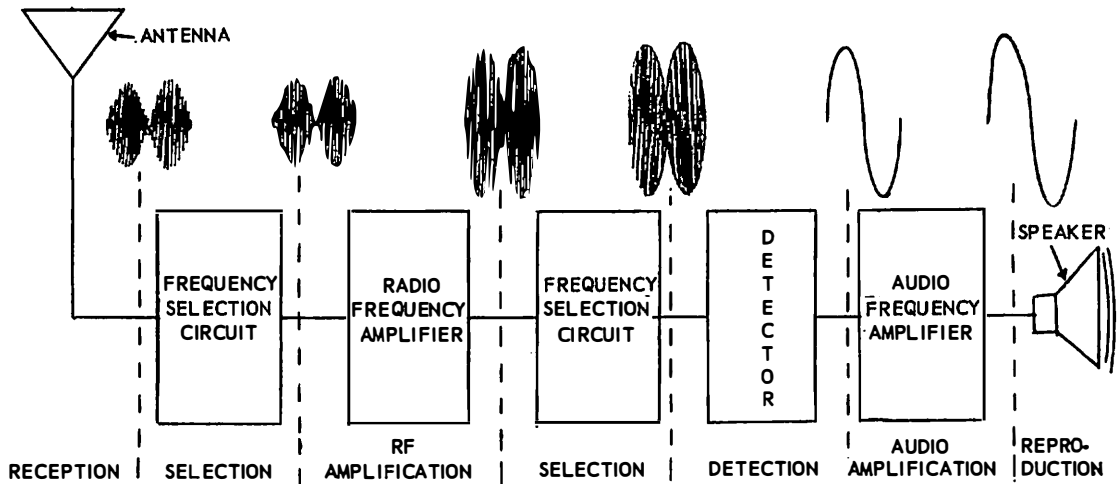 ANTENNA
SPEAKER
FREQUENCY
SELECTION
CIRCUIT
RADIO
FREQUENCY
AMPLIFIER
FREQUENCY
SELECTION
CIRCUIT
DETECTOR
AUDIO
FREQUENCY
AMPLIFIER
RECEPTION
SELECTION
RF
AMPLIFICATION
SELECTION
DETECTION
AUDIO
AMPLIFICATION
REPRO-
DUCTION